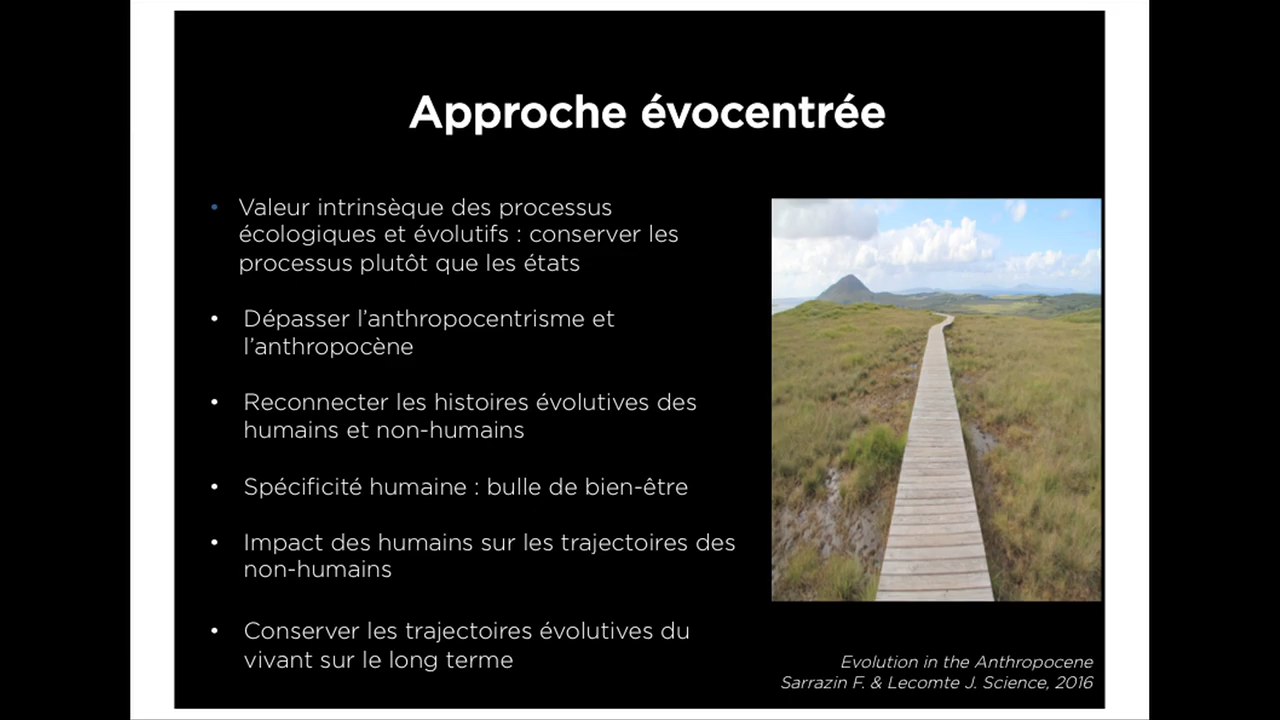 Approche évocentrée
• Valeur intrinsèque des processus
écologiques et évolutifs : conserver les
processus plutôt que les états
• Dépasser l’anthropocentrisme et
l’anthropocène
• Reconnecter les histoires évolutives des
humains et non-humains
• Spécificité humaine : bulle de bien-être
• Impact des humains sur les trajectoires des
non-humains
• Conserver les trajectoires évolutives du
vivant sur le long terme
Evolution in the Anthropocene
Sarrazin F. & Lecomte J. Science, 2016